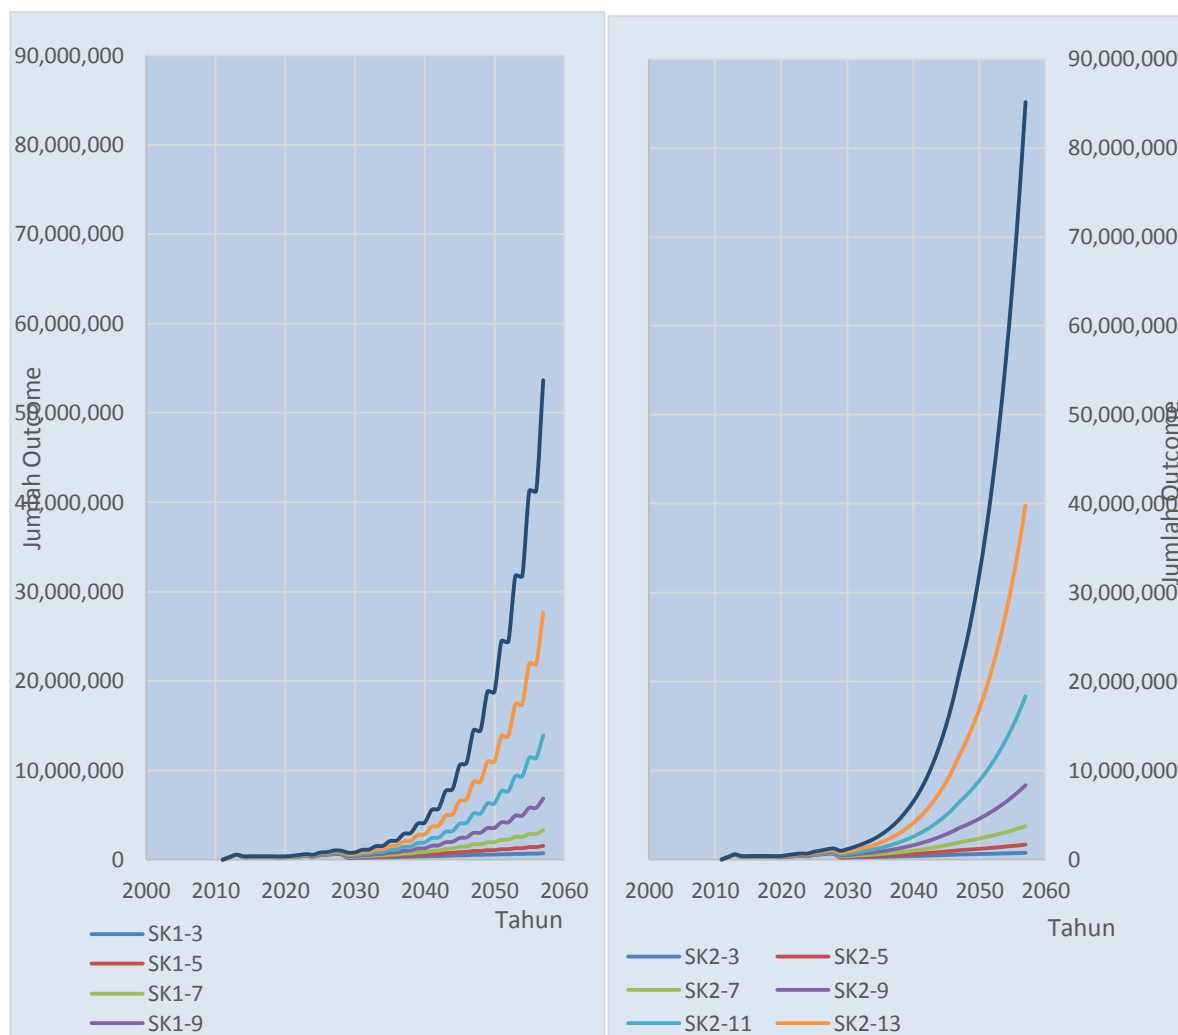 90,000,000
80,000,000
70,000,000
60,000,000
50,000,000
40,000,000
30,000,000
20,000,000
10,000,000
0
Jumlah Outcome
2000 2010 2020 2030 2040 2050 2060
Tahun
SK1-3
SK1-5
SK1-7
SK1-9
90,000,000
80,000,000
70,000,000
60,000,000
50,000,000
40,000,000
30,000,000
20,000,000
10,000,000
0
Jumlah Outcome
2000 2010 2020 2030 2040 2050 2060
Tahun
SK2-3 SK2-5
SK2-7 SK2-9
SK2-11 SK2-13